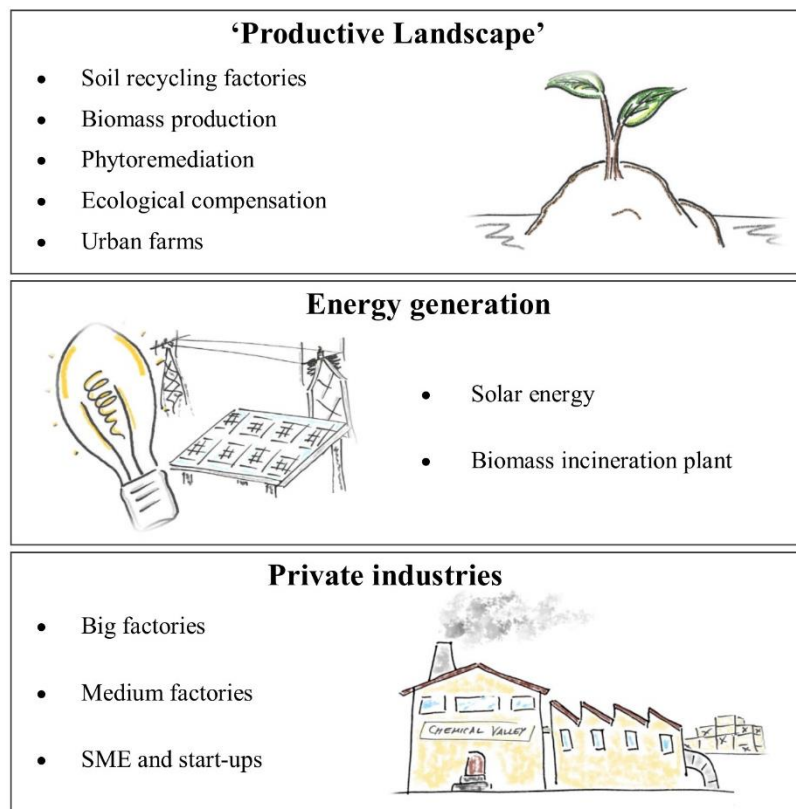 ‘Productive Landscape’
Soil recycling factories
Biomass production
Phytoremediation
Ecological compensation
Urban farms
Energy generation
Solar energy
Biomass incineration plant
Private industries
Big factories
Medium factories
SME and start-ups
CHEMICAL VALLEY